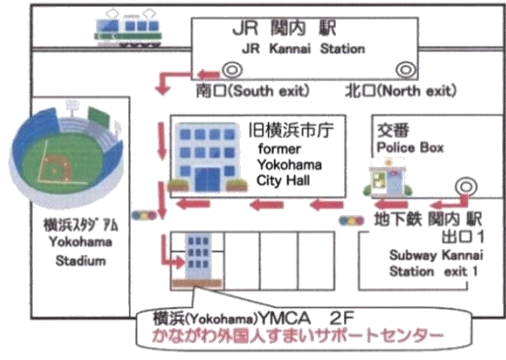 JR 関内 駅
JR Kannai Station
南口(South exit)
北口(North exit)
旧横浜市庁
former
Yokohama
City Hall
交番
Police Box
横浜スタジアム
Yokohama
Stadium
地下鉄 関内 駅
出口1
Subway Kannai
Station exit 1
横浜(Yokohama)YMCA 2F
かながわ外国人すまいサポートセンター